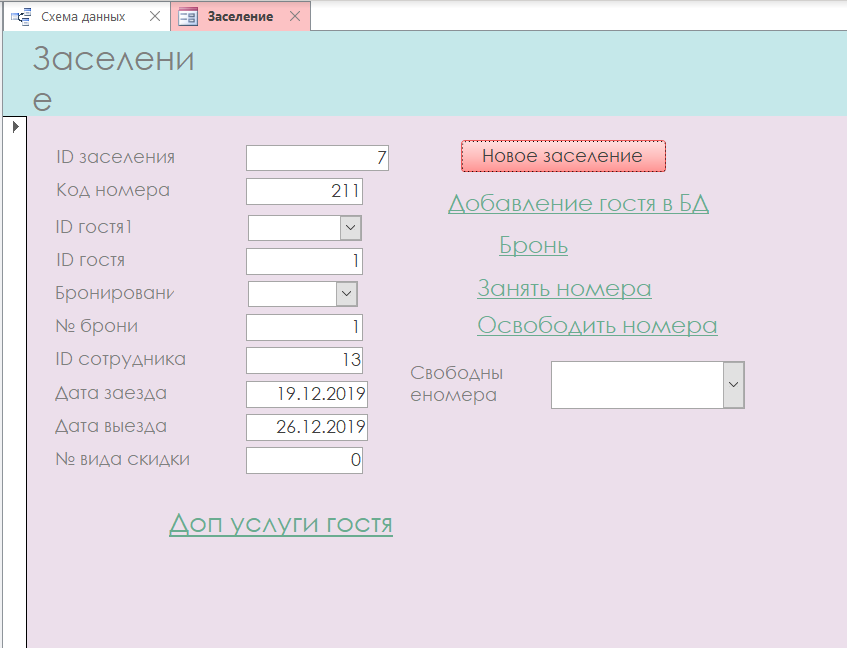 Схема данных
Заселение
Заселени
е
ID заселения
7
Новое заселение
Код номера
211
Добавление гостя в БД
ID гостя1
ID гостя
1
Бронь
Бронировани
Занять номера
№ брони
1
Освободить номера
ID сотрудника
13
Свободны
еномера
Дата заезда
19.12.2019
Дата выезда
26.12.2019
№ вида скидки
0
Доп услуги гостя